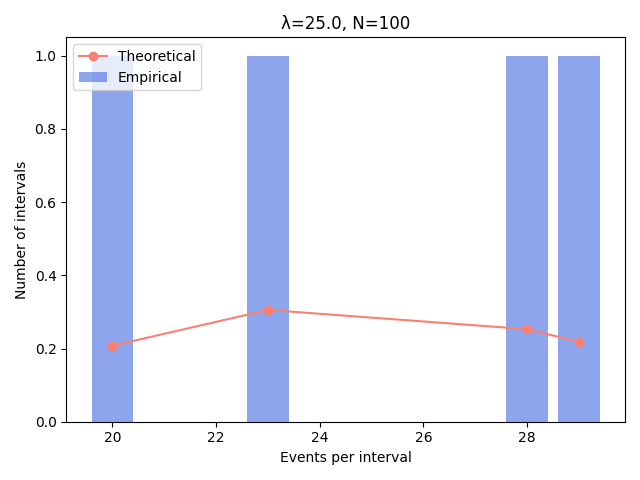 λ=25.0, N=100
Theoretical
Empirical
1.0
0.8
0.6
0.4
0.2
0.0
Number of intervals
20
22
24
26
28
Events per interval